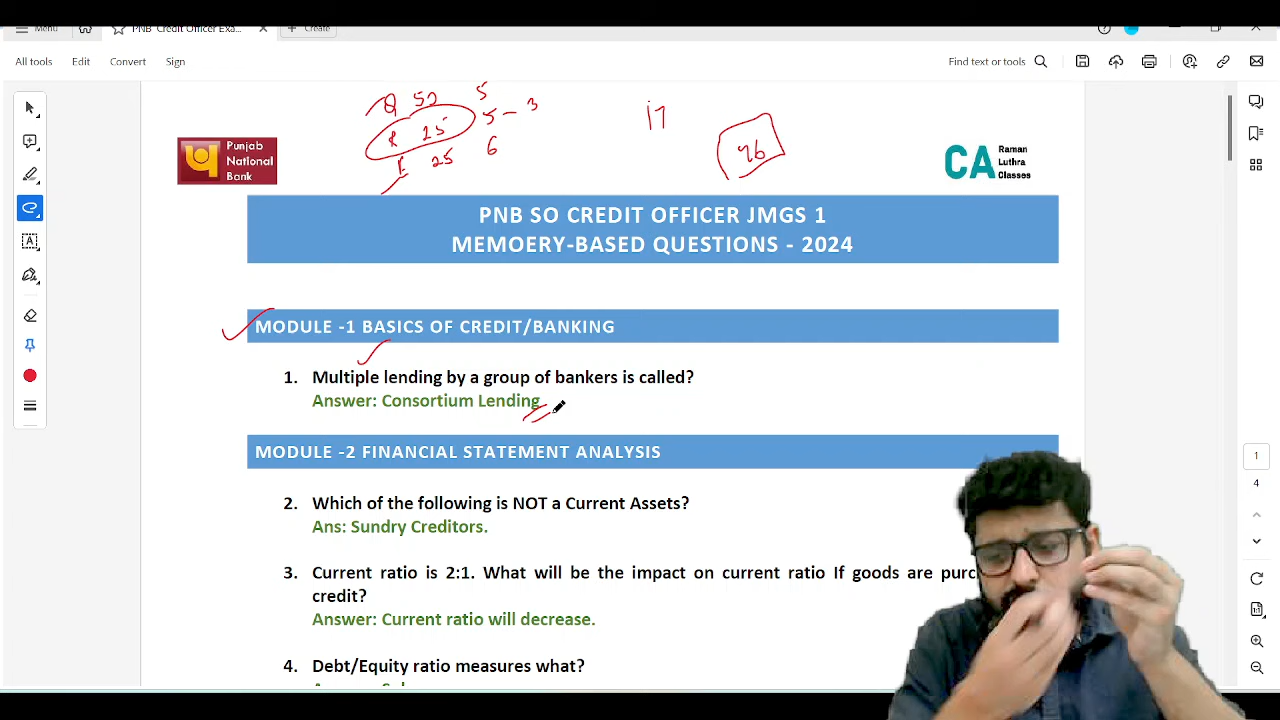 Menu
PNB Credit Officer Exa...
Create
All tools Edit Convert Sign
Find text or tools
Q 50 5
R 25 5 - 3
E 25 6
17
96
Punjab
National
Bank
CA Raman
Luthra
Classes
PNB SO CREDIT OFFICER JMGS 1
MEMOERY-BASED QUESTIONS - 2024
MODULE -1 BASICS OF CREDIT/BANKING
1. Multiple lending by a group of bankers is called?
Answer: Consortium Lending
MODULE -2 FINANCIAL STATEMENT ANALYSIS
2. Which of the following is NOT a Current Assets?
Ans: Sundry Creditors.
3. Current ratio is 2:1. What will be the impact on current ratio If goods are purc
credit?
Answer: Current ratio will decrease.
4. Debt/Equity ratio measures what?
1
4